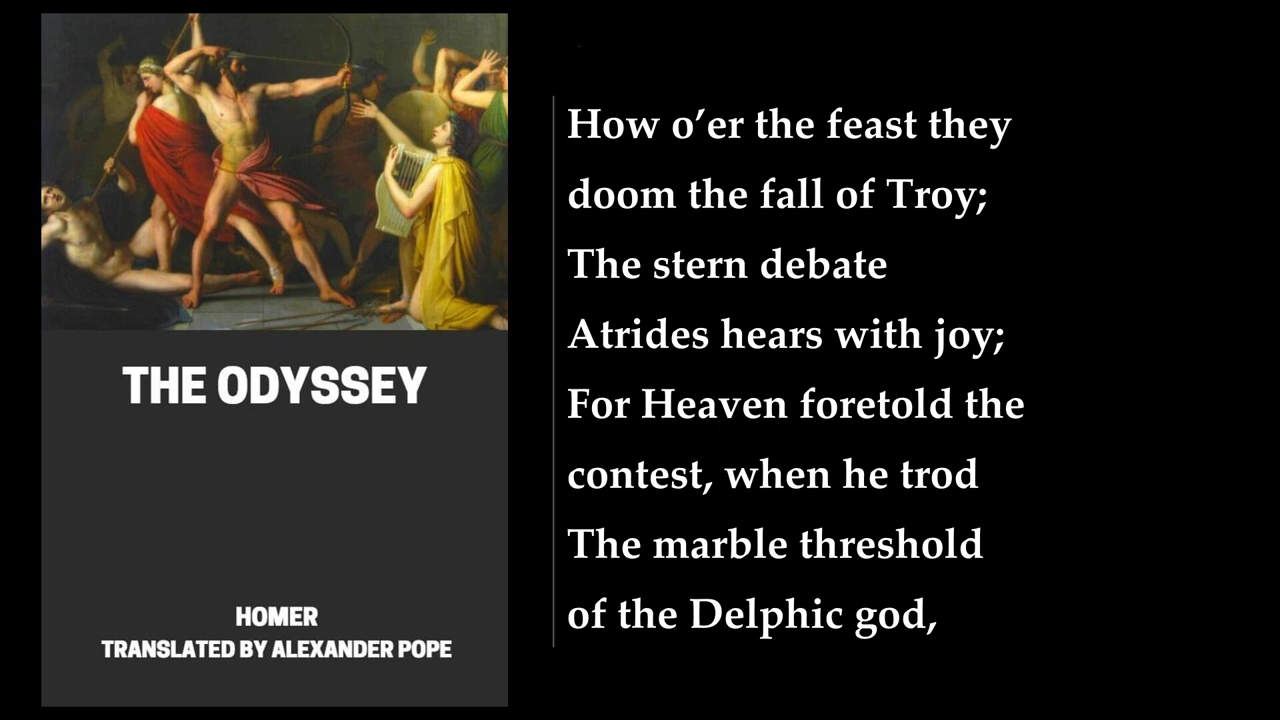 THE ODYSSEY
HOMER
TRANSLATED BY ALEXANDER POPE
How o’er the feast they
doom the fall of Troy;
The stern debate
Atrides hears with joy;
For Heaven foretold the
contest, when he trod
The marble threshold
of the Delphic god,